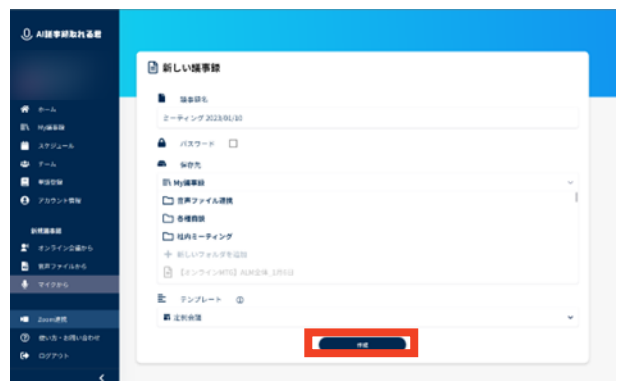 AI議事録取れる君
新しい議事録
ホーム
My議事録
スケジュール
チーム
単語登録
アカウント情報
新規議事録
オンライン会議から
音声ファイルから
マイクから
Zoom連携
使い方・お問い合わせ
ログアウト
議事録名
ミーティング 2023/01/10
パスワード
保存先
My議事録
音声ファイル連携
各種商談
社内ミーティング
新しいフォルダを追加
テンプレート
定例会議
作成